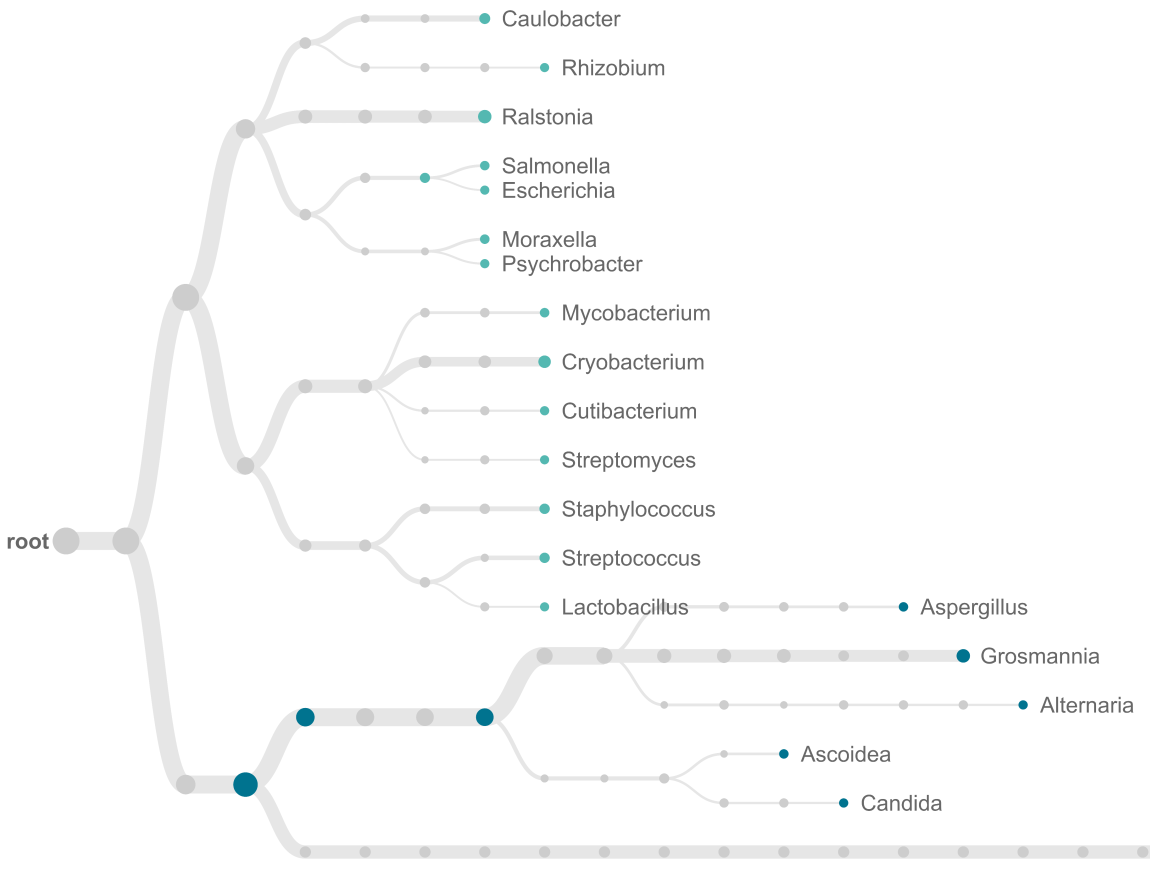 Caulobacter
Rhizobium
Ralstonia
Salmonella
Escherichia
Moraxella
Psychrobacter
Mycobacterium
Cryobacterium
Cutibacterium
Streptomyces
Staphylococcus
root
Streptococcus
Lactobacillus
Aspergillus
Grosmannia
Alternaria
Ascoidea
Candida